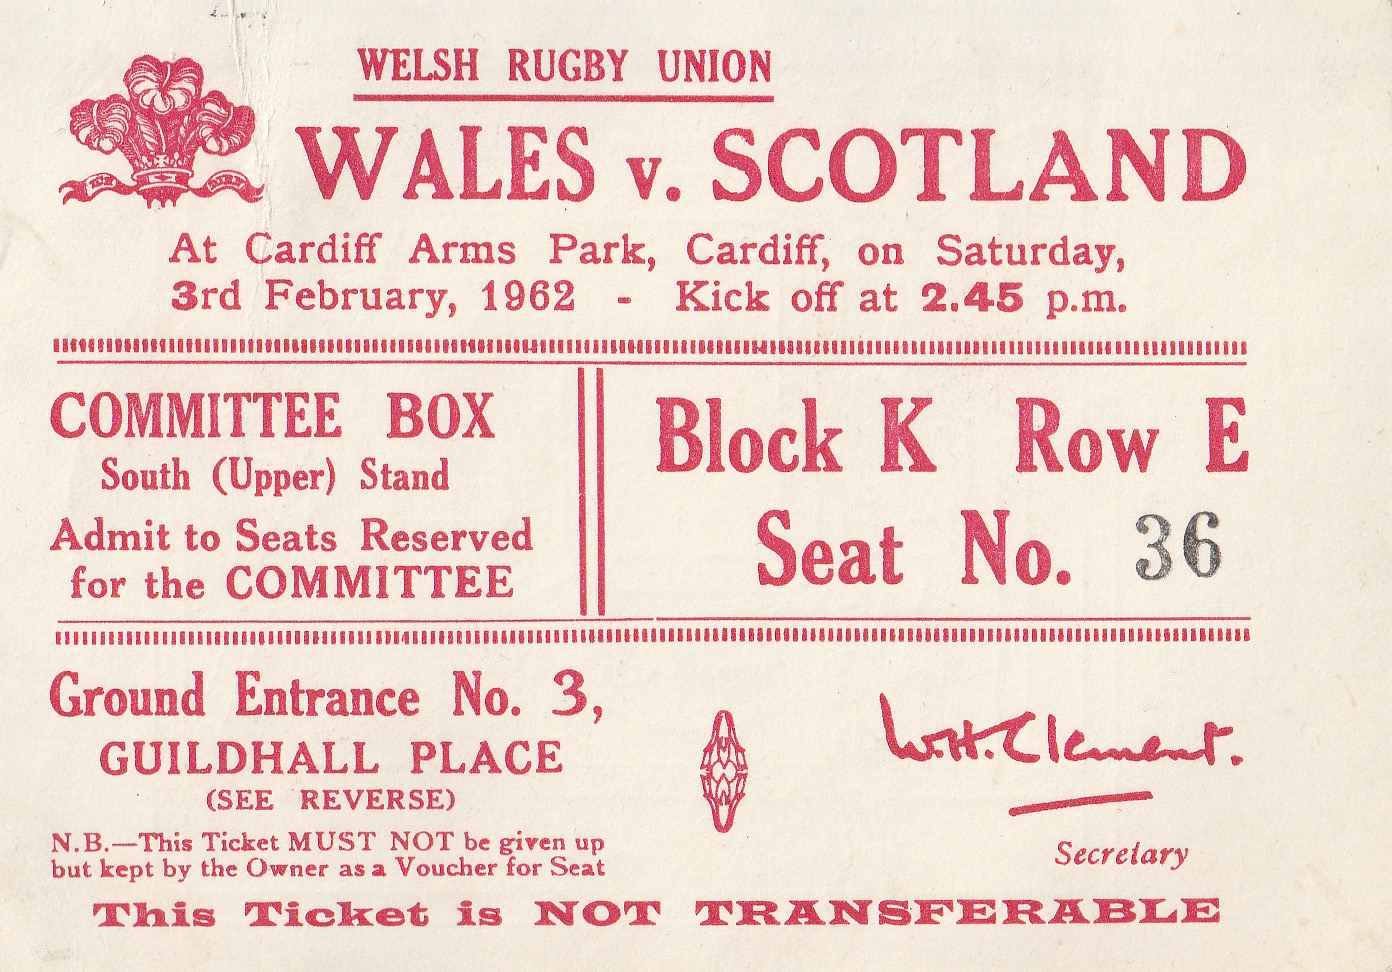 WELSH RUGBY UNION
WALES v. SCOTLAND
At Cardiff Arms Park, Cardiff, on Saturday,
3rd February, 1962 - Kick off at 2.45 p.m.
COMMITTEE BOX
South (Upper) Stand
Admit to Seats Reserved
for the COMMITTEE
Block K Row E
Seat No. 36
Ground Entrance No. 3,
GUILDHALL PLACE
(SEE REVERSE)
N.B.—This Ticket MUST NOT be given up
but kept by the Owner as a Voucher for Seat
W.H. Clement.
Secretary
This Ticket is NOT TRANSFERABLE